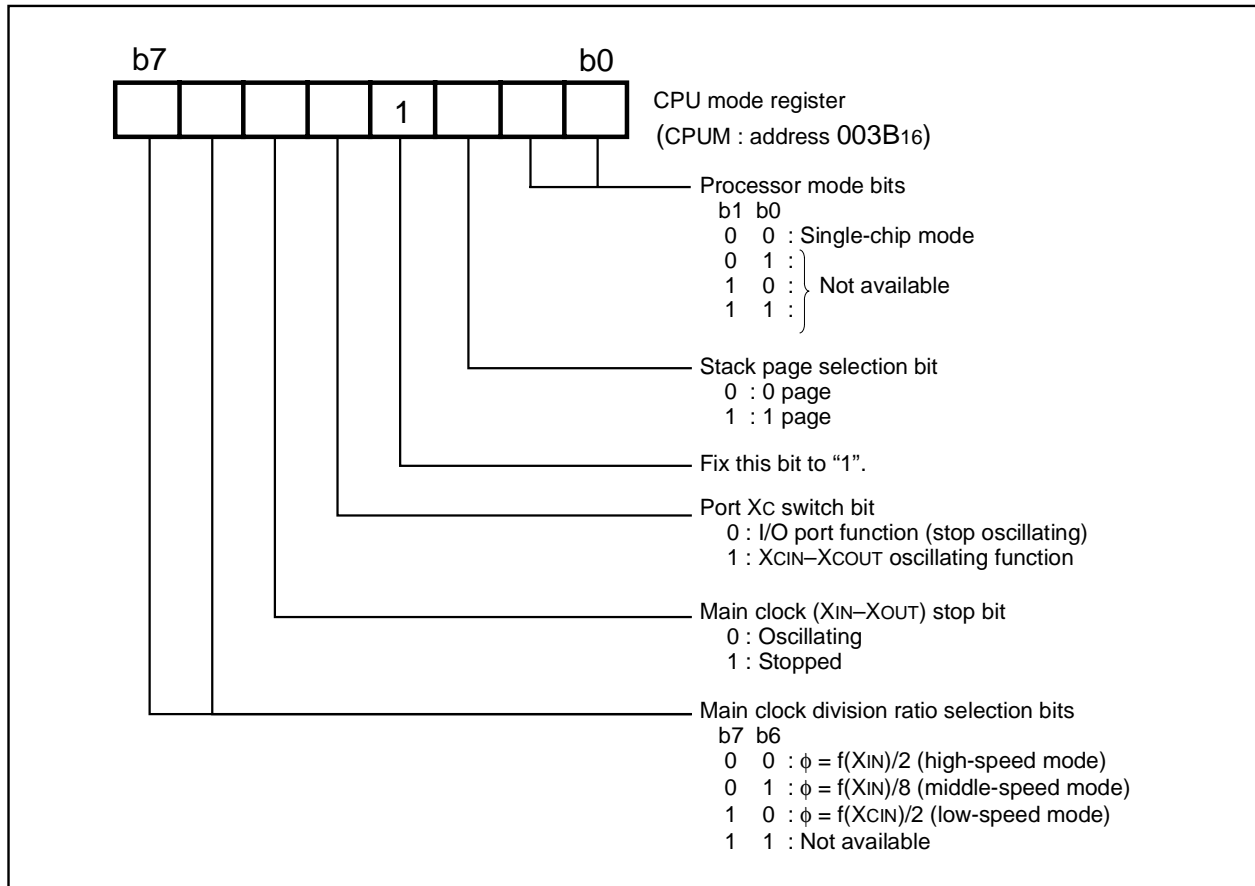 b7 b0
1
CPU mode register
(CPUM : address 003B16)
Processor mode bits
b1 b0
0 0 : Single-chip mode
0 1 :
1 0 : Not available
1 1 :
Stack page selection bit
0 : 0 page
1 : 1 page
Fix this bit to “1”.
Port XC switch bit
0 : I/O port function (stop oscillating)
1 : XCIN–XCOUT oscillating function
Main clock (XIN–XOUT) stop bit
0 : Oscillating
1 : Stopped
Main clock division ratio selection bits
b7 b6
0 0 : ϕ = f(XIN)/2 (high-speed mode)
0 1 : ϕ = f(XIN)/8 (middle-speed mode)
1 0 : ϕ = f(XCIN)/2 (low-speed mode)
1 1 : Not available